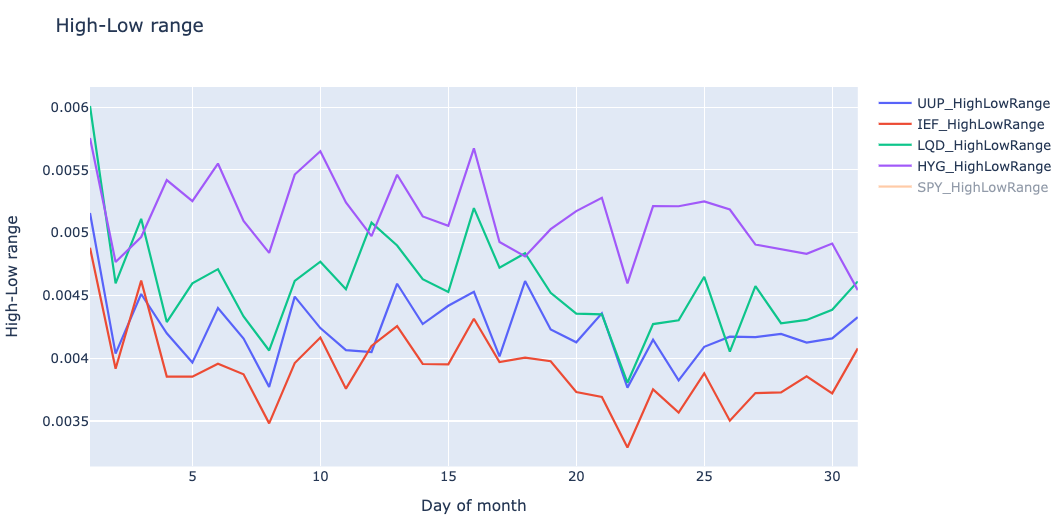 High-Low range
0.006
0.0055
0.005
0.0045
0.004
0.0035
High-Low range
5 10 15 20 25 30
Day of month
UUP_HighLowRange
IEF_HighLowRange
LQD_HighLowRange
HYG_HighLowRange
SPY_HighLowRange